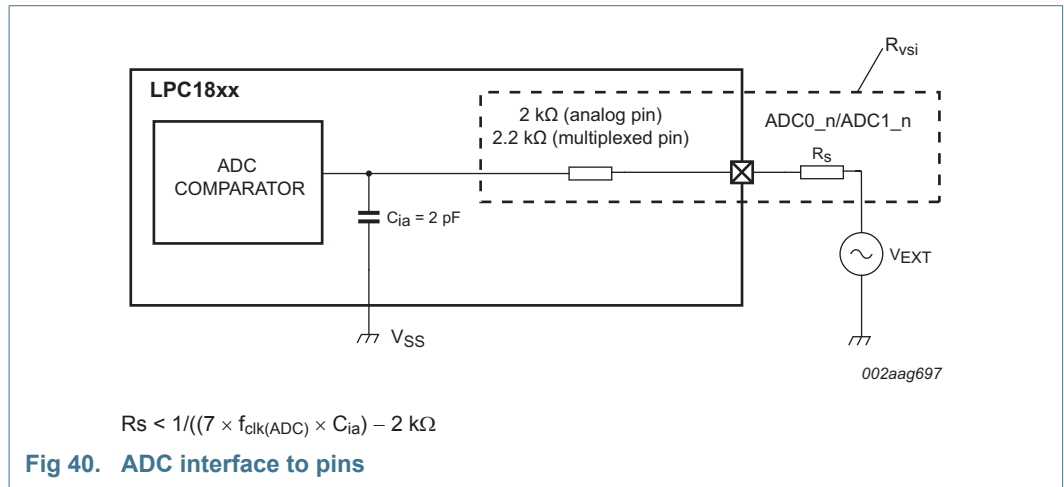 R_vsi
LPC18xx
2 kΩ (analog pin)
2.2 kΩ (multiplexed pin)
ADC0_n/ADC1_n
R_S
ADC
COMPARATOR
C_ia = 2 pF
V_EXT
V_SS
002aag697
Rs < 1/((7 × f_clk(ADC) × C_ia) − 2 kΩ
Fig 40. ADC interface to pins